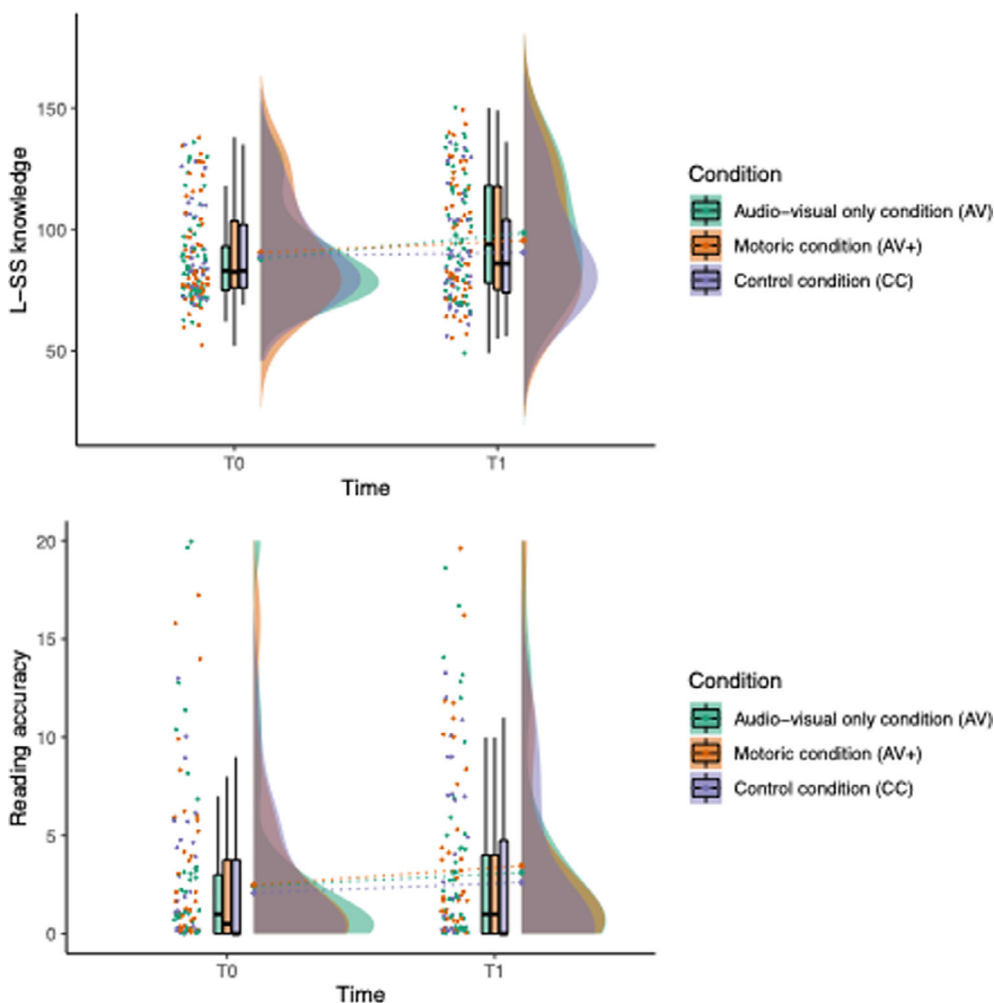 150
100
50
L-SS knowledge
T0
T1
Time
Condition
Audio-visual only condition (AV)
Motoric condition (AV+)
Control condition (CC)
20
15
10
5
0
Reading accuracy
T0
T1
Time
Condition
Audio-visual only condition (AV)
Motoric condition (AV+)
Control condition (CC)